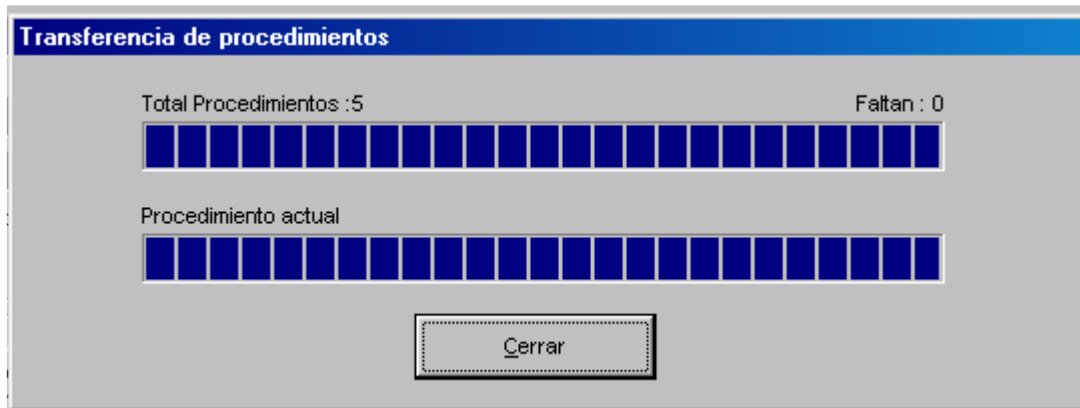 Transferencia de procedimientos
Total Procedimientos :5 Faltan : 0
Procedimiento actual
Cerrar